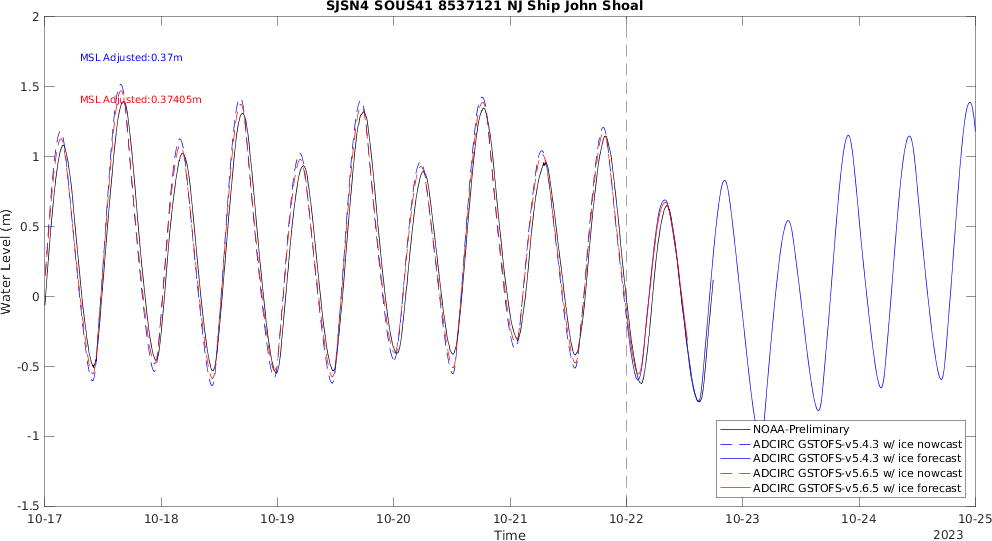 SJSN4 SOUS41 8537121 NJ Ship John Shoal
2
MSL Adjusted:0.37m
1.5
MSL Adjusted:0.37405m
1
0.5
Water Level (m)
0
-0.5
-1
NOAA-Preliminary
ADCIRC GSTOFS-v5.4.3 w/ ice nowcast
ADCIRC GSTOFS-v5.4.3 w/ ice forecast
ADCIRC GSTOFS-v5.6.5 w/ ice nowcast
ADCIRC GSTOFS-v5.6.5 w/ ice forecast
-1.5
10-17 10-18 10-19 10-20 10-21 10-22 10-23 10-24 10-25
Time
2023